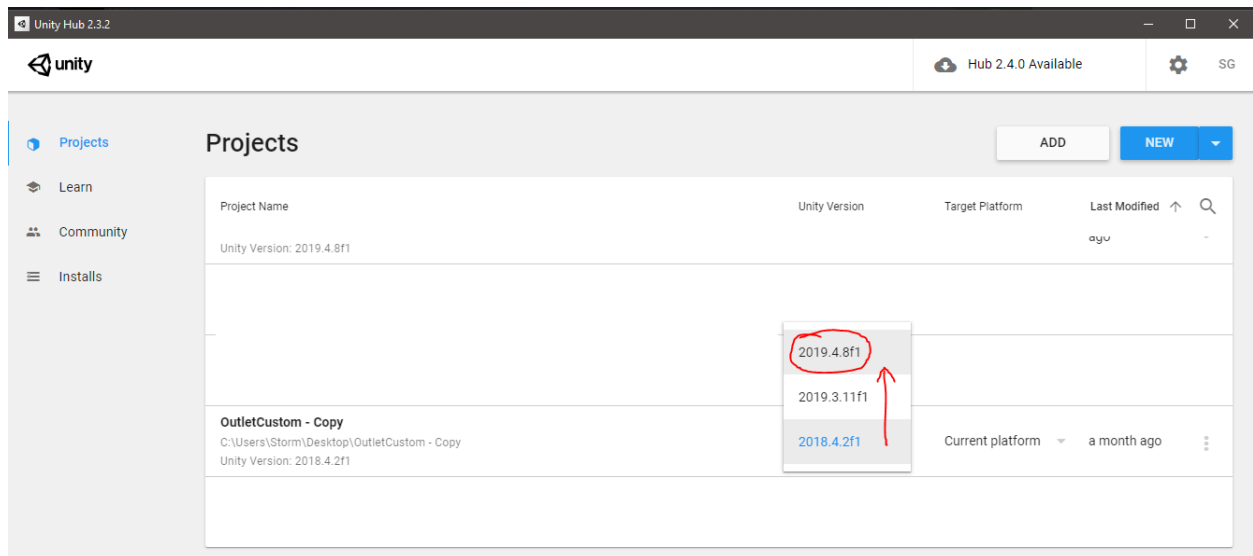 Unity Hub 2.3.2
unity
Hub 2.4.0 Available
SG
Projects
Learn
Community
Installs
Projects
ADD
NEW
Project Name
Unity Version
Target Platform
Last Modified
ago
Unity Version: 2019.4.8f1
2019.4.8f1
2019.3.11f1
2018.4.2f1
OutletCustom - Copy
C:\Users\Storm\Desktop\OutletCustom - Copy
Unity Version: 2018.4.2f1
Current platform
a month ago